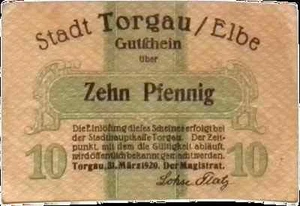 Stadt Torgau / Elbe
Gutschein
über
Zehn Pfennig
Die Einlösung dieses Scheines erfolgt bei
der Stadthauptkasse Torgau. Der Zeit-
punkt, mit dem die Gültigkeit abläuft,
wird öffentlich bekannt gemacht werden.
Torgau, 31. März 1920. Der Magistrat.
10 10